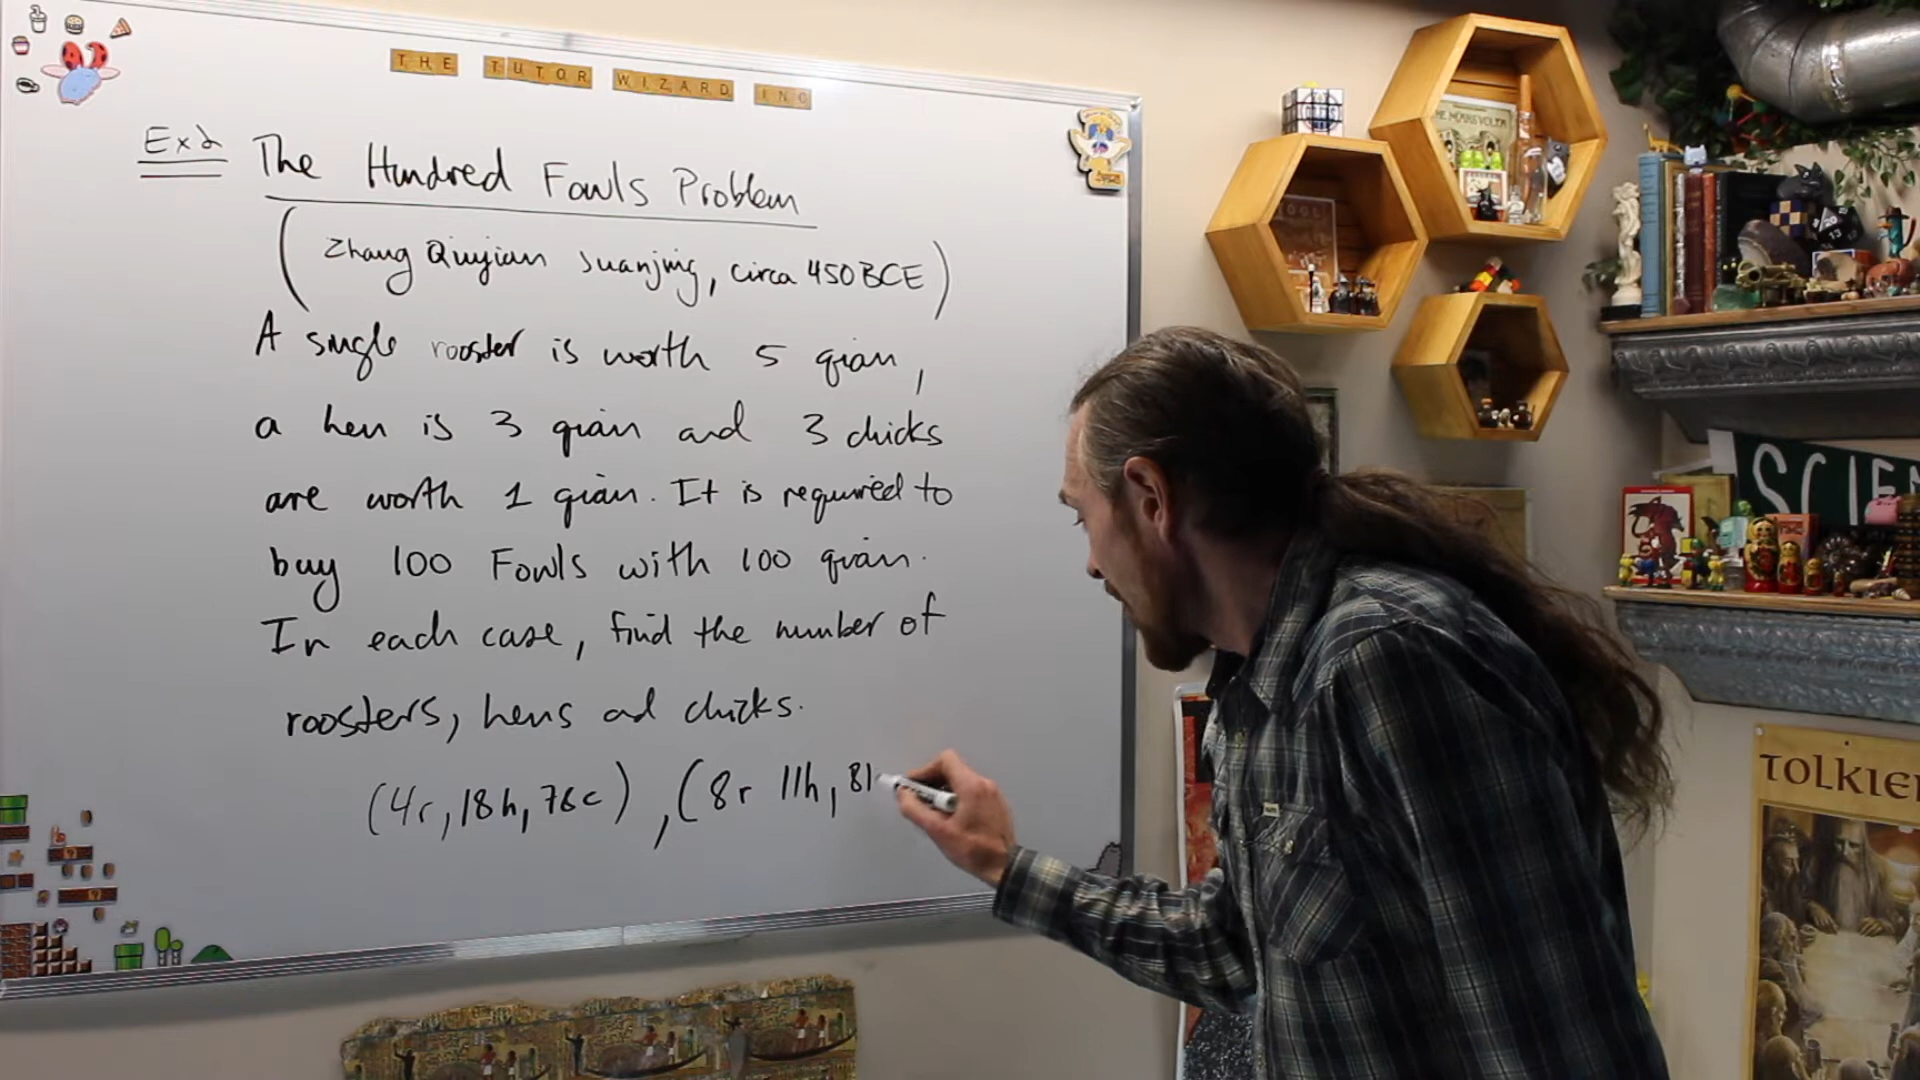 THE TUTOR WIZARD INC
Ex2 The Hundred Fowls Problem
(Zhang Qiujian Suanjing, circa 450 BCE)
A single rooster is worth 5 qian,
a hen is 3 qian and 3 chicks
are worth 1 qian. It is required to
buy 100 Fowls with 100 qian.
In each case, find the number of
roosters, hens ad chicks.
(4r, 18h, 78c), (8r 11h, 81
SCIEN
TOLKIE